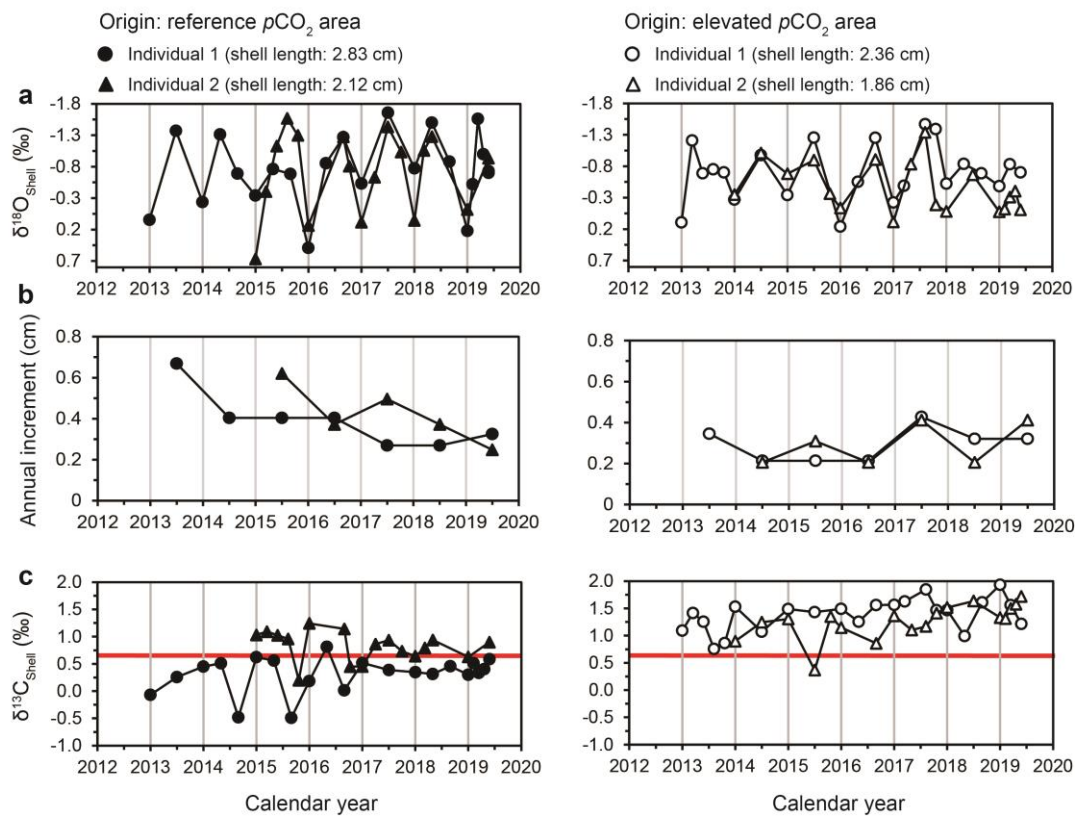 Origin: reference pCO₂ area
Individual 1 (shell length: 2.83 cm)
Individual 2 (shell length: 2.12 cm)
Origin: elevated pCO₂ area
Individual 1 (shell length: 2.36 cm)
Individual 2 (shell length: 1.86 cm)
a
δ¹⁸O_Shell (‰)
-1.8
-1.3
-0.8
-0.3
0.2
0.7
2012 2013 2014 2015 2016 2017 2018 2019 2020
-1.8
-1.3
-0.8
-0.3
0.2
0.7
2012 2013 2014 2015 2016 2017 2018 2019 2020
b
Annual increment (cm)
0.8
0.6
0.4
0.2
0
2012 2013 2014 2015 2016 2017 2018 2019 2020
0.8
0.6
0.4
0.2
0
2012 2013 2014 2015 2016 2017 2018 2019 2020
c
δ¹³C_Shell (‰)
2.0
1.5
1.0
0.5
0.0
-0.5
-1.0
2012 2013 2014 2015 2016 2017 2018 2019 2020
Calendar year
2.0
1.5
1.0
0.5
0.0
-0.5
-1.0
2012 2013 2014 2015 2016 2017 2018 2019 2020
Calendar year